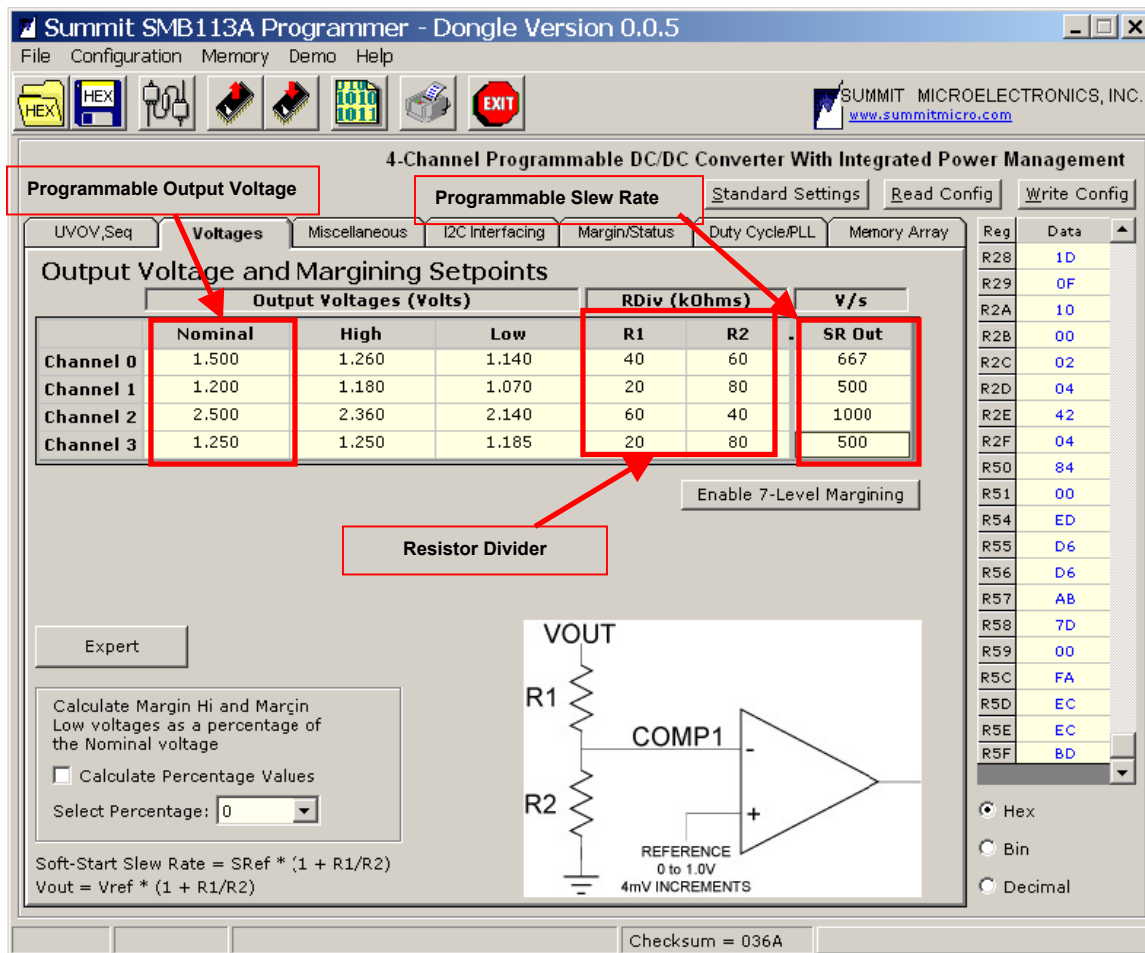 Summit SMB113A Programmer - Dongle Version 0.0.5
File Configuration Memory Demo Help
HEX HEX 110 1010 1011 EXIT
SUMMIT MICROELECTRONICS, INC.
www.summitmicro.com
4-Channel Programmable DC/DC Converter With Integrated Power Management
Programmable Output Voltage
Programmable Slew Rate
Standard Settings Read Config Write Config
UVOV,Seq Voltages Miscellaneous I2C Interfacing Margin/Status Duty Cycle/PLL Memory Array
Output Voltage and Margining Setpoints
Output Voltages (Volts) RDiv (kOhms) V/s
Nominal High Low R1 R2 . SR Out
Channel 0 1.500 1.260 1.140 40 60 667
Channel 1 1.200 1.180 1.070 20 80 500
Channel 2 2.500 2.360 2.140 60 40 1000
Channel 3 1.250 1.250 1.185 20 80 500
Enable 7-Level Margining
Resistor Divider
Expert
Calculate Margin Hi and Margin
Low voltages as a percentage of
the Nominal voltage
Calculate Percentage Values
Select Percentage: 0
Soft-Start Slew Rate = SRef * (1 + R1/R2)
Vout = Vref * (1 + R1/R2)
VOUT
R1
COMP1
-
R2
+
REFERENCE
0 to 1.0V
4mV INCREMENTS
Reg Data
R28 1D
R29 0F
R2A 10
R2B 00
R2C 02
R2D 04
R2E 42
R2F 04
R50 84
R51 00
R54 ED
R55 D6
R56 D6
R57 AB
R58 7D
R59 00
R5C FA
R5D EC
R5E EC
R5F BD
Hex
Bin
Decimal
Checksum = 036A